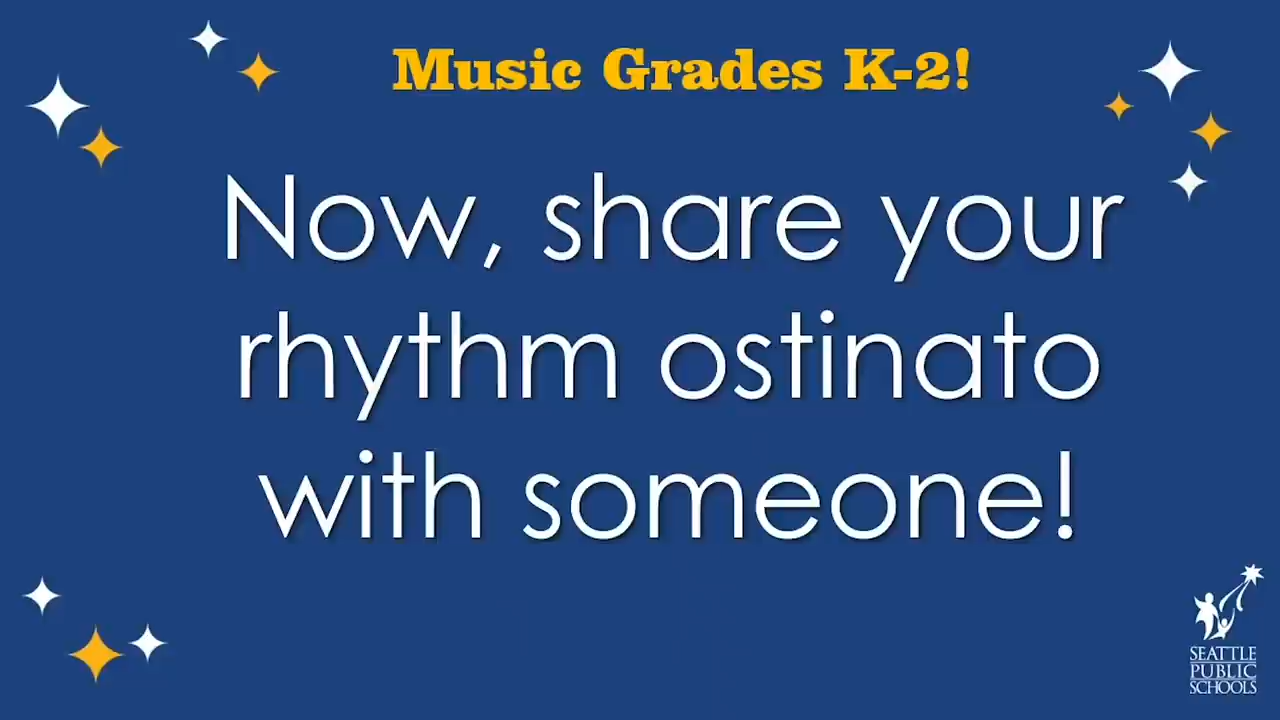 Music Grades K-2!
Now, share your
rhythm ostinato
with someone!
SEATTLE
PUBLIC
SCHOOLS